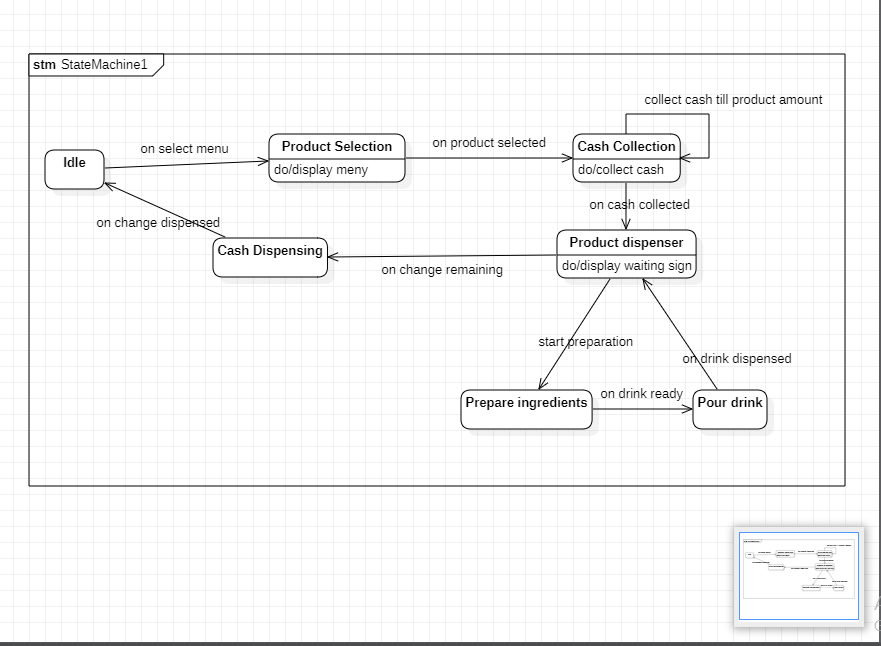 stm StateMachine1
collect cash till product amount
on select menu
on product selected
Idle
Product Selection
do/display meny
Cash Collection
do/collect cash
on cash collected
on change dispensed
Cash Dispensing
on change remaining
Product dispenser
do/display waiting sign
start preparation
on drink dispensed
Prepare ingredients
on drink ready
Pour drink